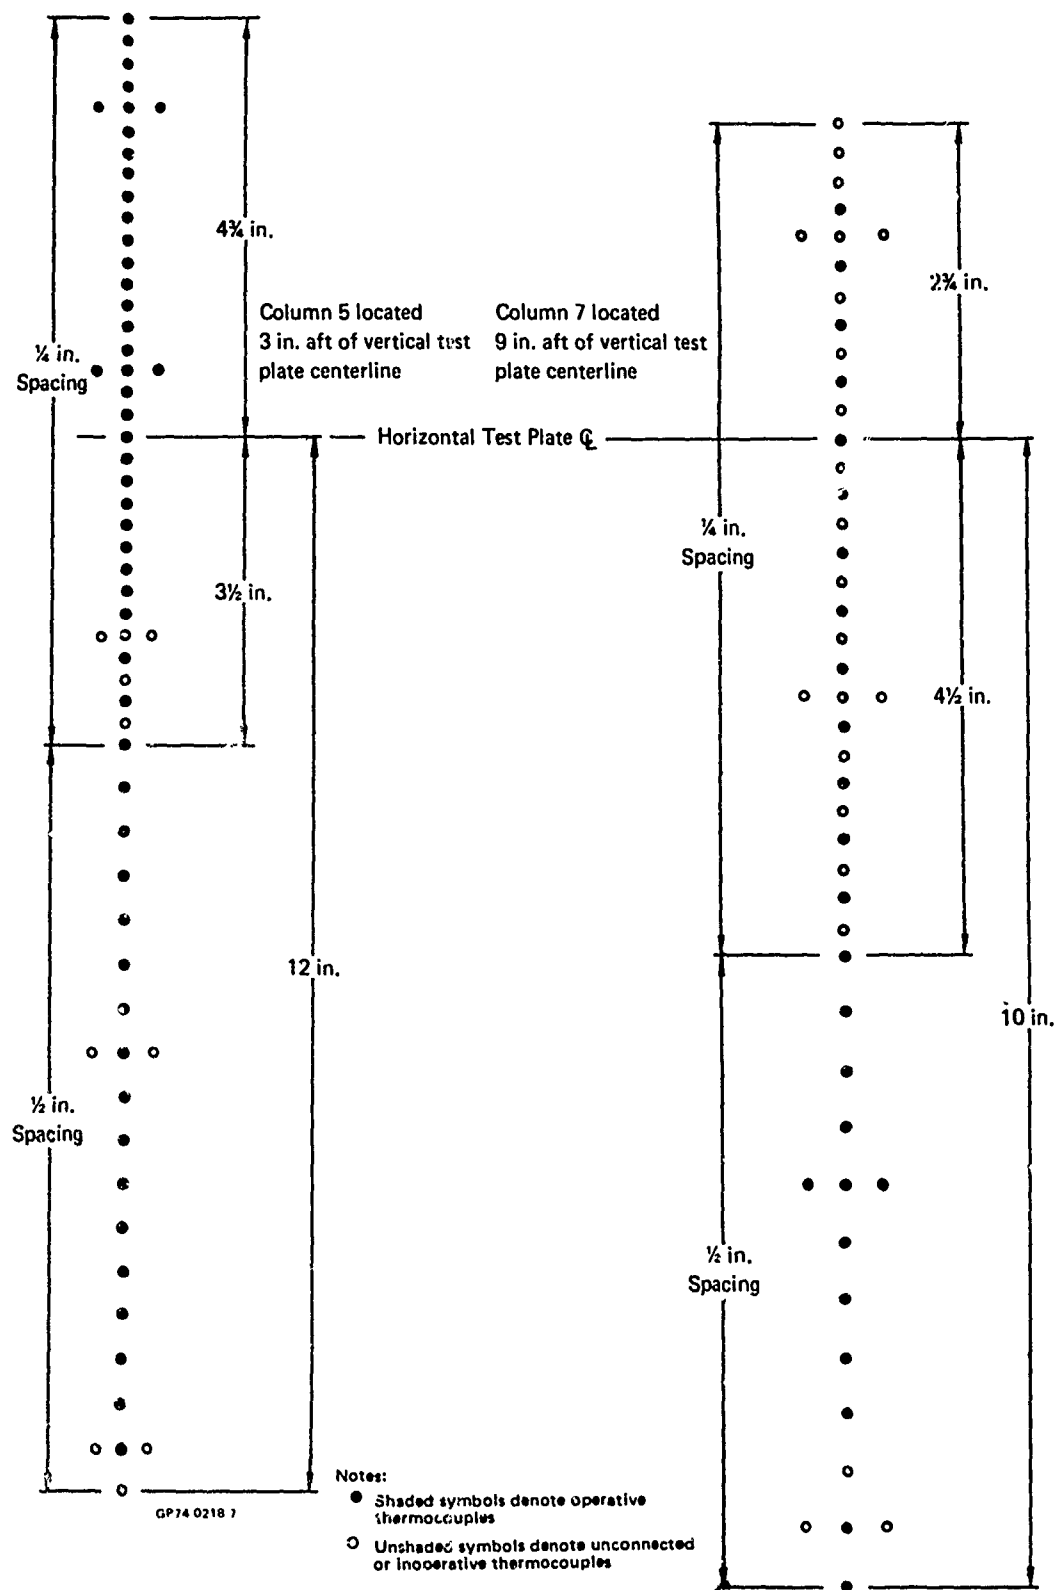 4¾ in.
2¾ in.
Column 5 located
3 in. aft of vertical test
plate centerline
Column 7 located
9 in. aft of vertical test
plate centerline
¼ in.
Spacing
Horizontal Test Plate ℄
¼ in.
Spacing
3½ in.
4½ in.
12 in.
10 in.
½ in.
Spacing
½ in.
Spacing
Notes:
Shaded symbols denote operative
thermocouples
Unshaded symbols denote unconnected
or inoperative thermocouples
GP74 0218 7